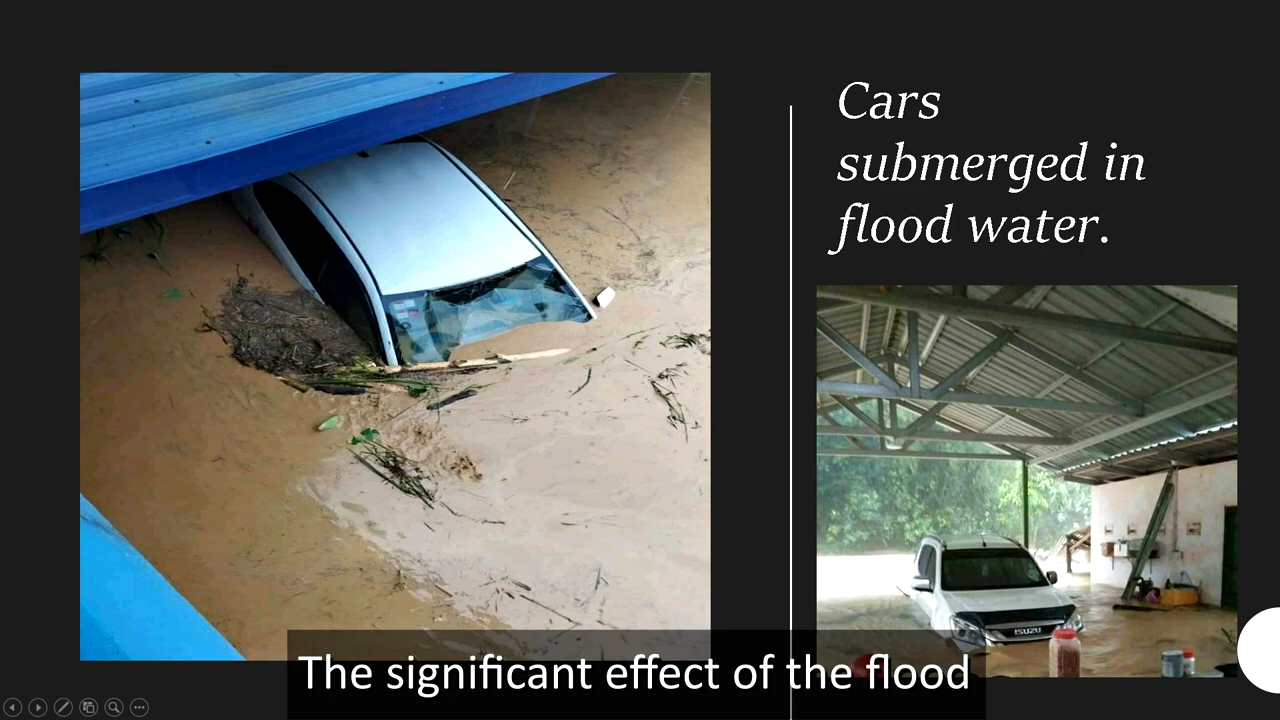 Cars
submerged in
flood water.
ISUZU
The significant effect of the flood